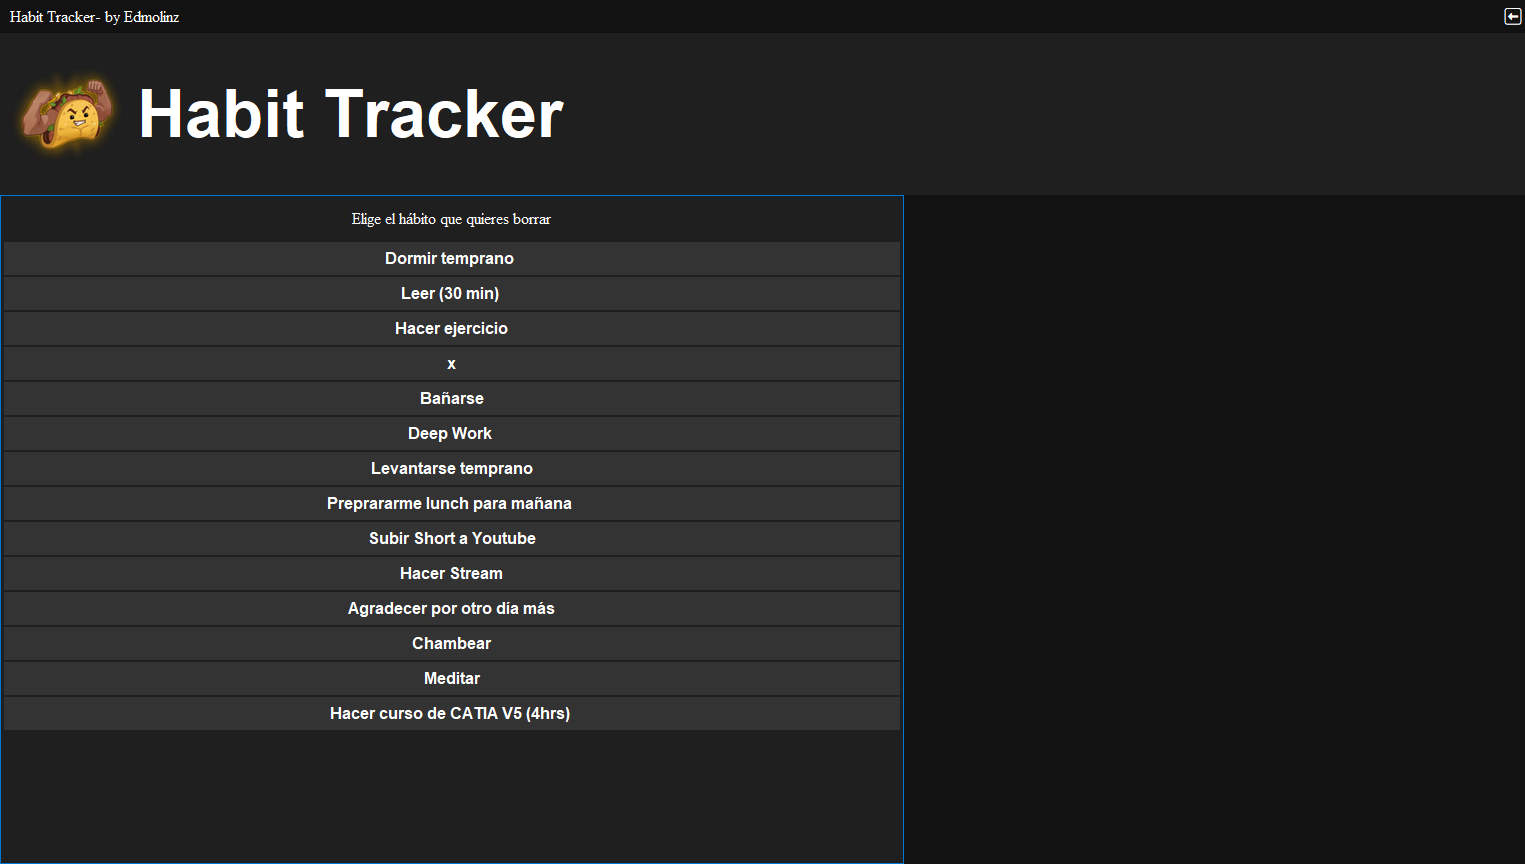 Habit Tracker- by Edmolinz
Habit Tracker
Elige el hábito que quieres borrar
Dormir temprano
Leer (30 min)
Hacer ejercicio
x
Bañarse
Deep Work
Levantarse temprano
Preprararme lunch para mañana
Subir Short a Youtube
Hacer Stream
Agradecer por otro día más
Chambear
Meditar
Hacer curso de CATIA V5 (4hrs)